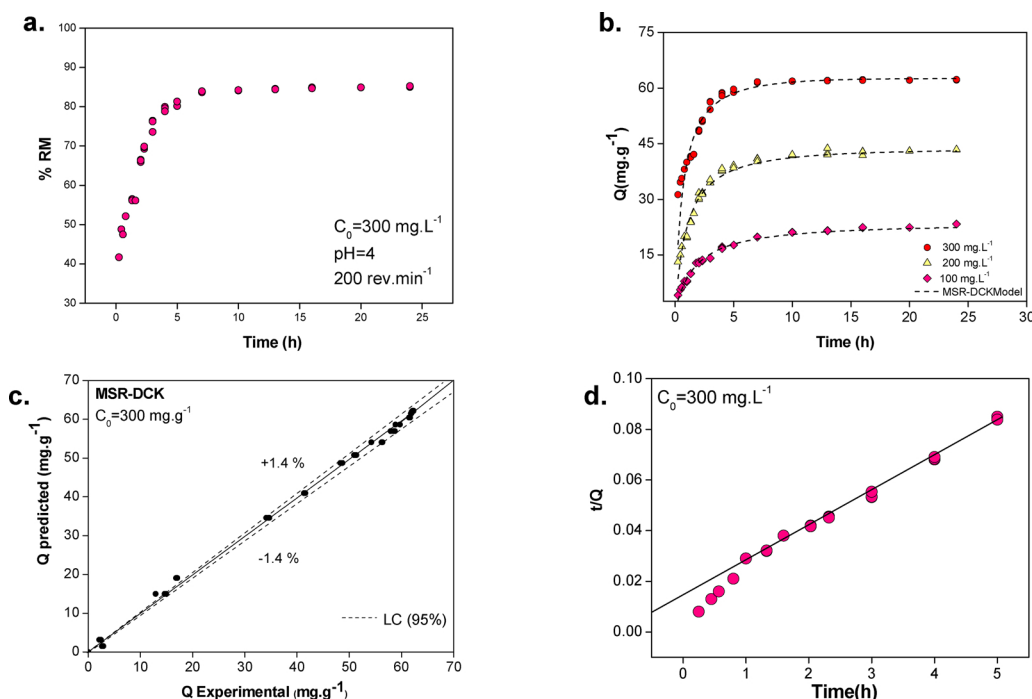 a.
100
90
80
70
60
50
40
30
% RM
C₀=300 mg.L⁻¹
pH=4
200 rev.min⁻¹
0 5 10 15 20 25
Time (h)
b.
75
60
45
30
15
Q(mg.g⁻¹)
300 mg.L⁻¹
200 mg.L⁻¹
100 mg.L⁻¹
MSR-DCKModel
0 5 10 15 20 25 30
Time (h)
c.
70
60
50
40
30
20
10
0
Q predicted (mg.g⁻¹)
MSR-DCK
C₀=300 mg.g⁻¹
+1.4 %
-1.4 %
LC (95%)
0 10 20 30 40 50 60 70
Q Experimental (mg.g⁻¹)
d.
0.10
0.08
0.06
0.04
0.02
0.00
t/Q
C₀=300 mg.L⁻¹
0 1 2 3 4 5
Time(h)